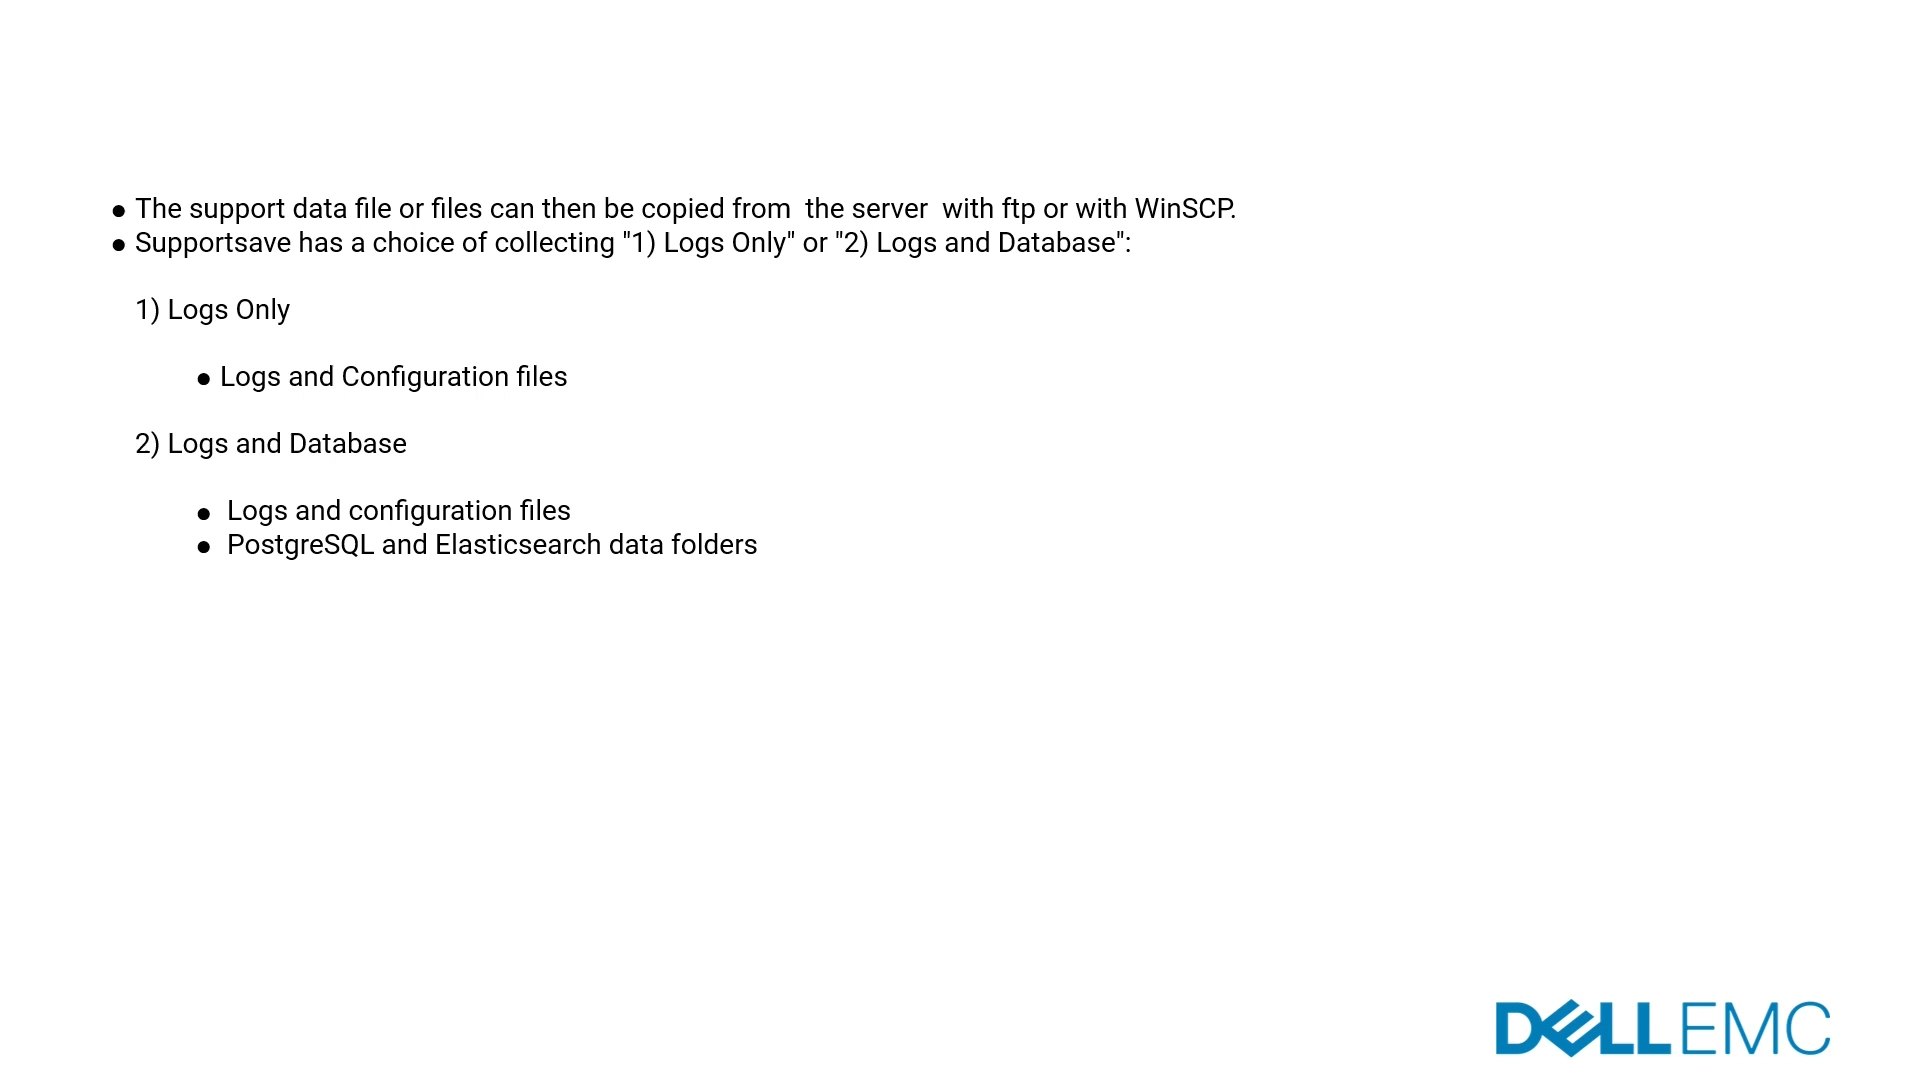 ● The support data file or files can then be copied from  the server  with ftp or with WinSCP.
● Supportsave has a choice of collecting "1) Logs Only" or "2) Logs and Database":
1) Logs Only
● Logs and Configuration files
2) Logs and Database
● Logs and configuration files
● PostgreSQL and Elasticsearch data folders
DELLEMC